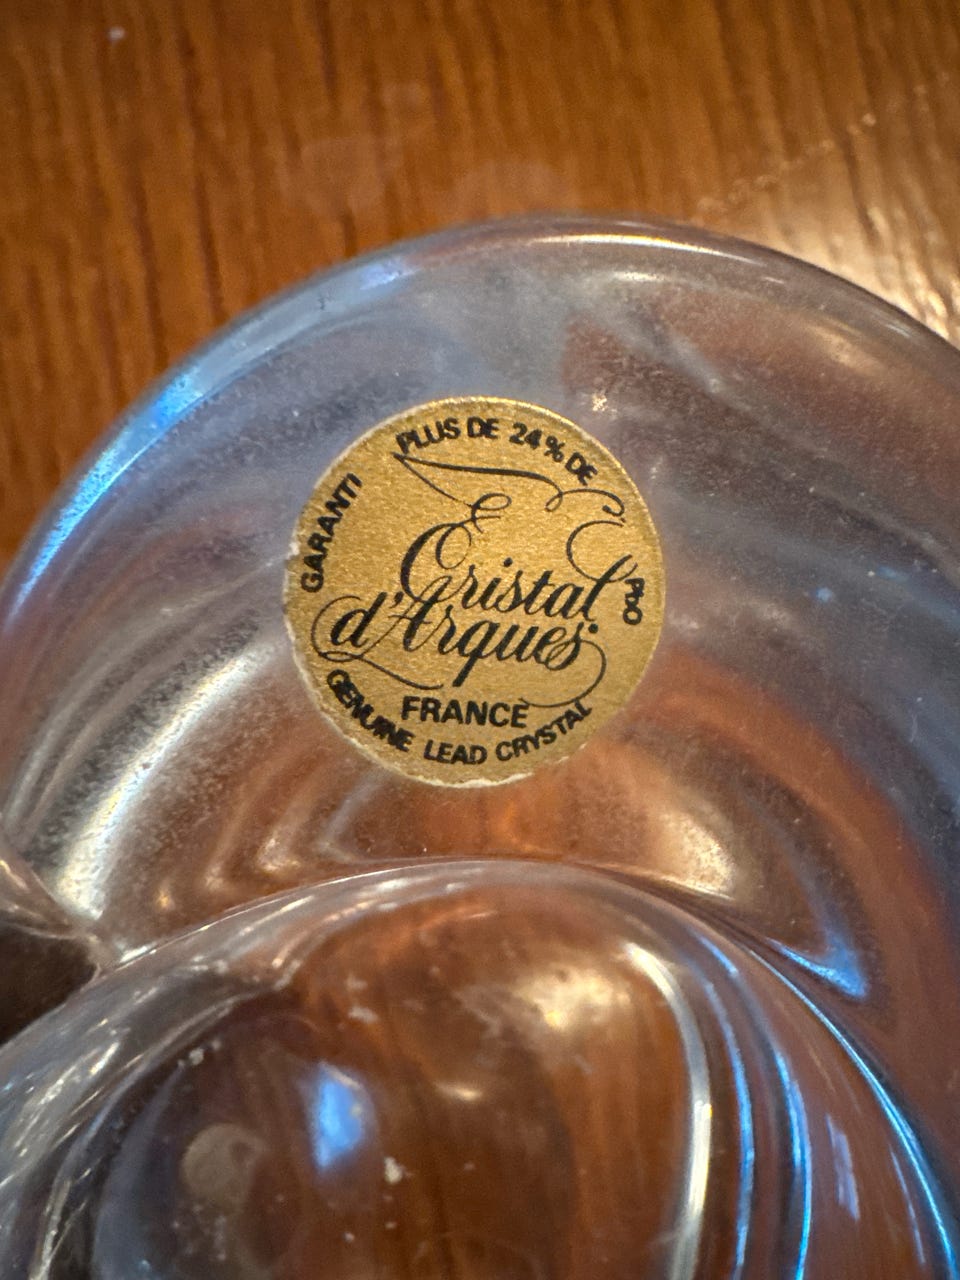 GARANTI PLUS DE 24% DE PbO
Cristal
d'Arques
FRANCE
GENUINE LEAD CRYSTAL